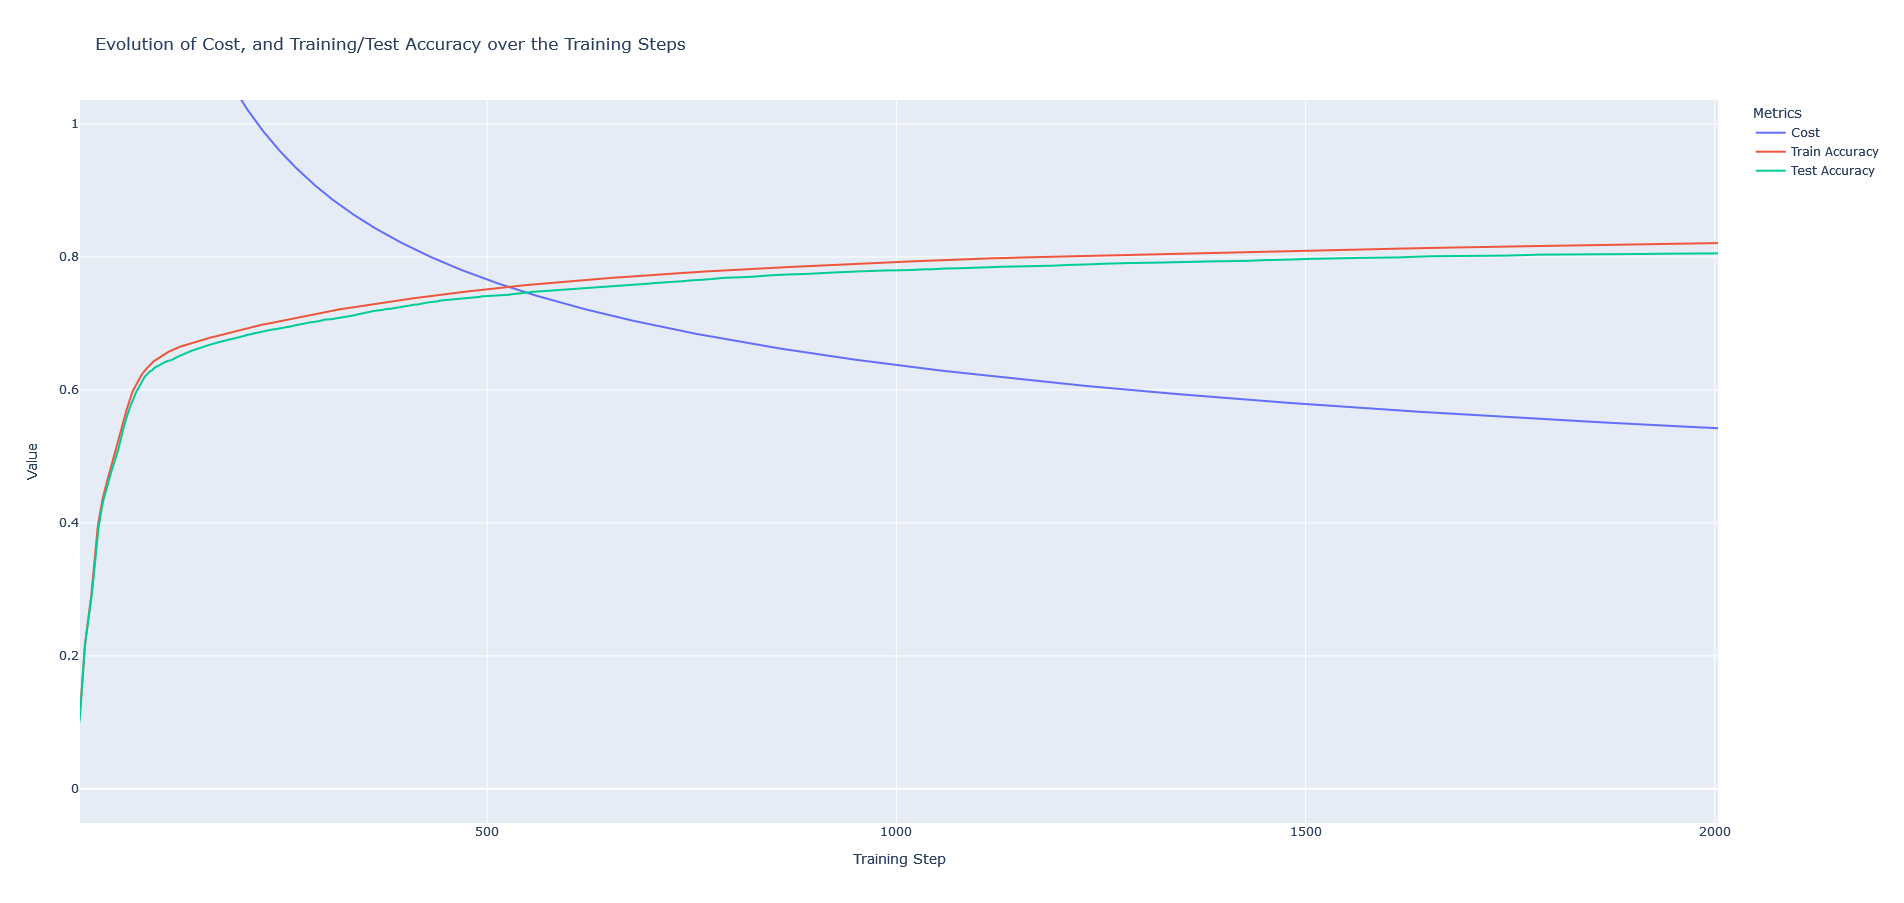 Evolution of Cost, and Training/Test Accuracy over the Training Steps
Metrics
Cost
Train Accuracy
Test Accuracy
1
0.8
0.6
0.4
0.2
0
Value
500
1000
1500
2000
Training Step